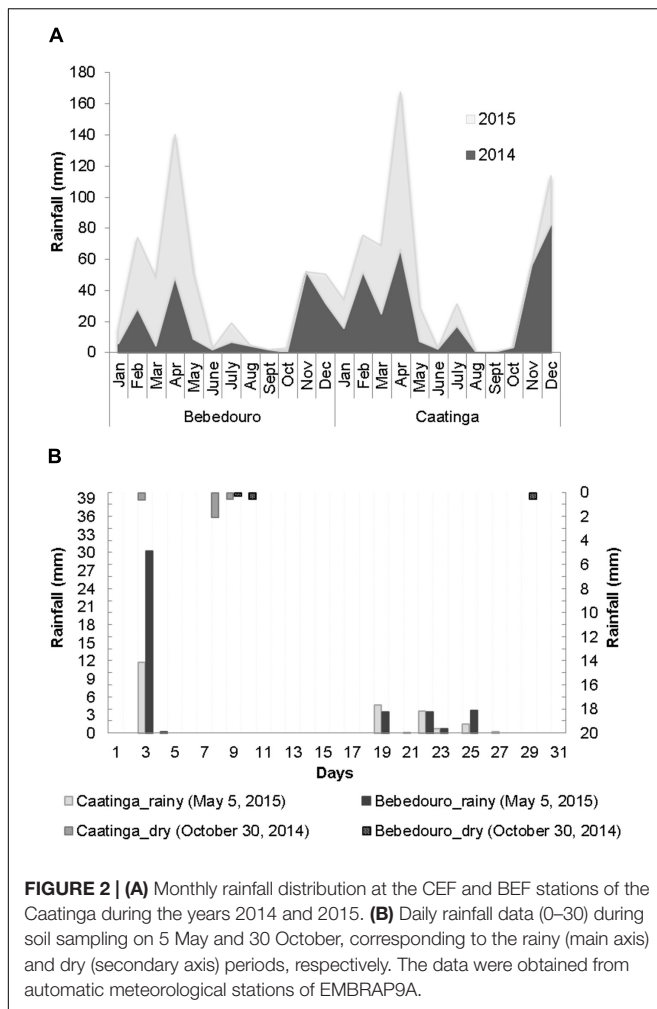 A
180
160
140
120
100
80
60
40
20
0
Rainfall (mm)
2015
2014
Jan Feb Mar Apr May June July Aug Sept Oct Nov Dec Jan Feb Mar Apr May June July Aug Sept Oct Nov Dec
Bebedouro Caatinga
B
39
36
33
30
27
24
21
18
15
12
9
6
3
0
Rainfall (mm)
0
2
4
6
8
10
12
14
16
18
20
Rainfall (mm)
1 3 5 7 9 11 13 15 17 19 21 23 25 27 29 31
Days
Caatinga_rainy (May 5, 2015) Bebedouro_rainy (May 5, 2015)
Caatinga_dry (October 30, 2014) Bebedouro_dry (October 30, 2014)
FIGURE 2 | (A) Monthly rainfall distribution at the CEF and BEF stations of the
Caatinga during the years 2014 and 2015. (B) Daily rainfall data (0–30) during
soil sampling on 5 May and 30 October, corresponding to the rainy (main axis)
and dry (secondary axis) periods, respectively. The data were obtained from
automatic meteorological stations of EMBRAP9A.